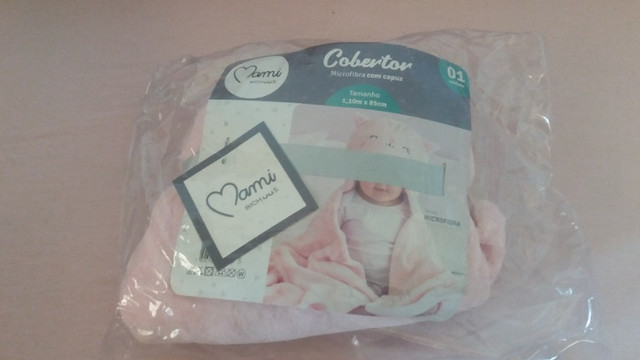 Mami
Cobertor
Microfibra com capuz
01
Tamanho
1,10m x 85cm
Mami
MICROFIBRA